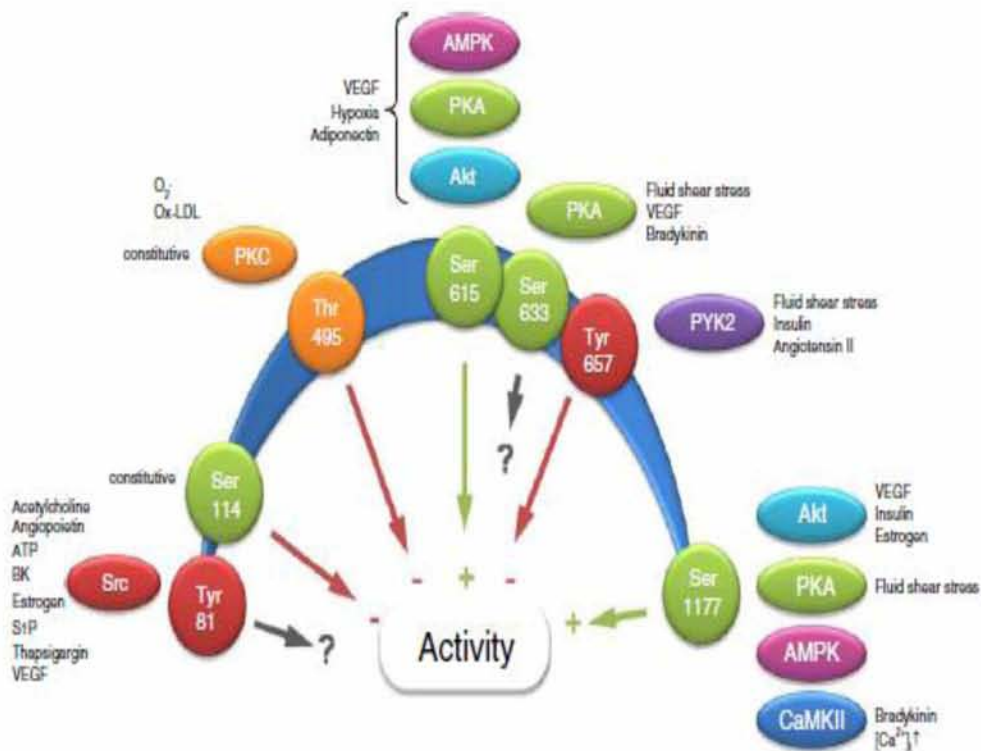 AMPK
VEGF
Hypoxis
Adiponectin
PKA
Akt
O₂⁻
Ox-LDL
constitutive
PKC
PKA
Fluid shear stress
VEGF
Bradykinin
Thr
495
Ser
615
Ser
633
Tyr
657
PYK2
Fluid shear stress
Insulin
Angiotensin II
?
constitutive
Ser
114
Acetylcholine
Angiopoietin
ATP
BK
Estrogen
S1P
Thapsigargin
VEGF
Src
Tyr
81
?
- + -
-
+
Activity
Ser
1177
Akt
VEGF
Insulin
Estrogen
PKA
Fluid shear stress
AMPK
CaMKII
Bradykinin
[Ca²⁺]ᵢ↑